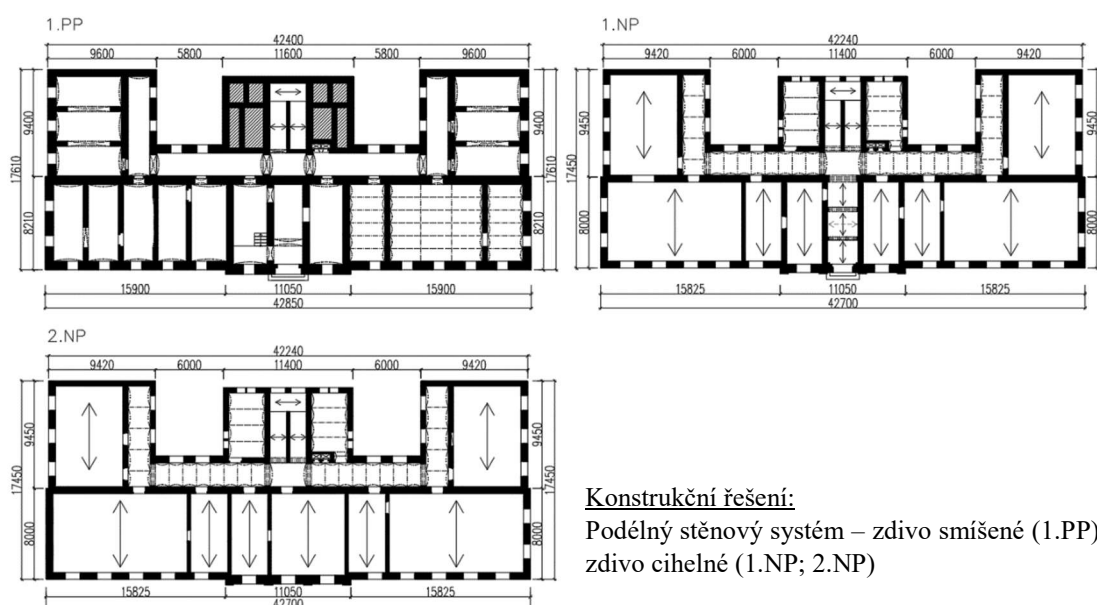 1.PP
42400
9600 5800 11600 5800 9600
9400 9400
17610 17610
8210 8210
15900 11050 15900
42850
1.NP
42240
9420 6000 11400 6000 9420
9450 9450
17450 17450
8000 8000
15825 11050 15825
42700
2.NP
42240
9420 6000 11400 6000 9420
9450 9450
17450 17450
8000 8000
15825 11050 15825
42700
Konstrukční řešení:
Podélný stěnový systém – zdivo smíšené (1.PP)
zdivo cihelné (1.NP; 2.NP)